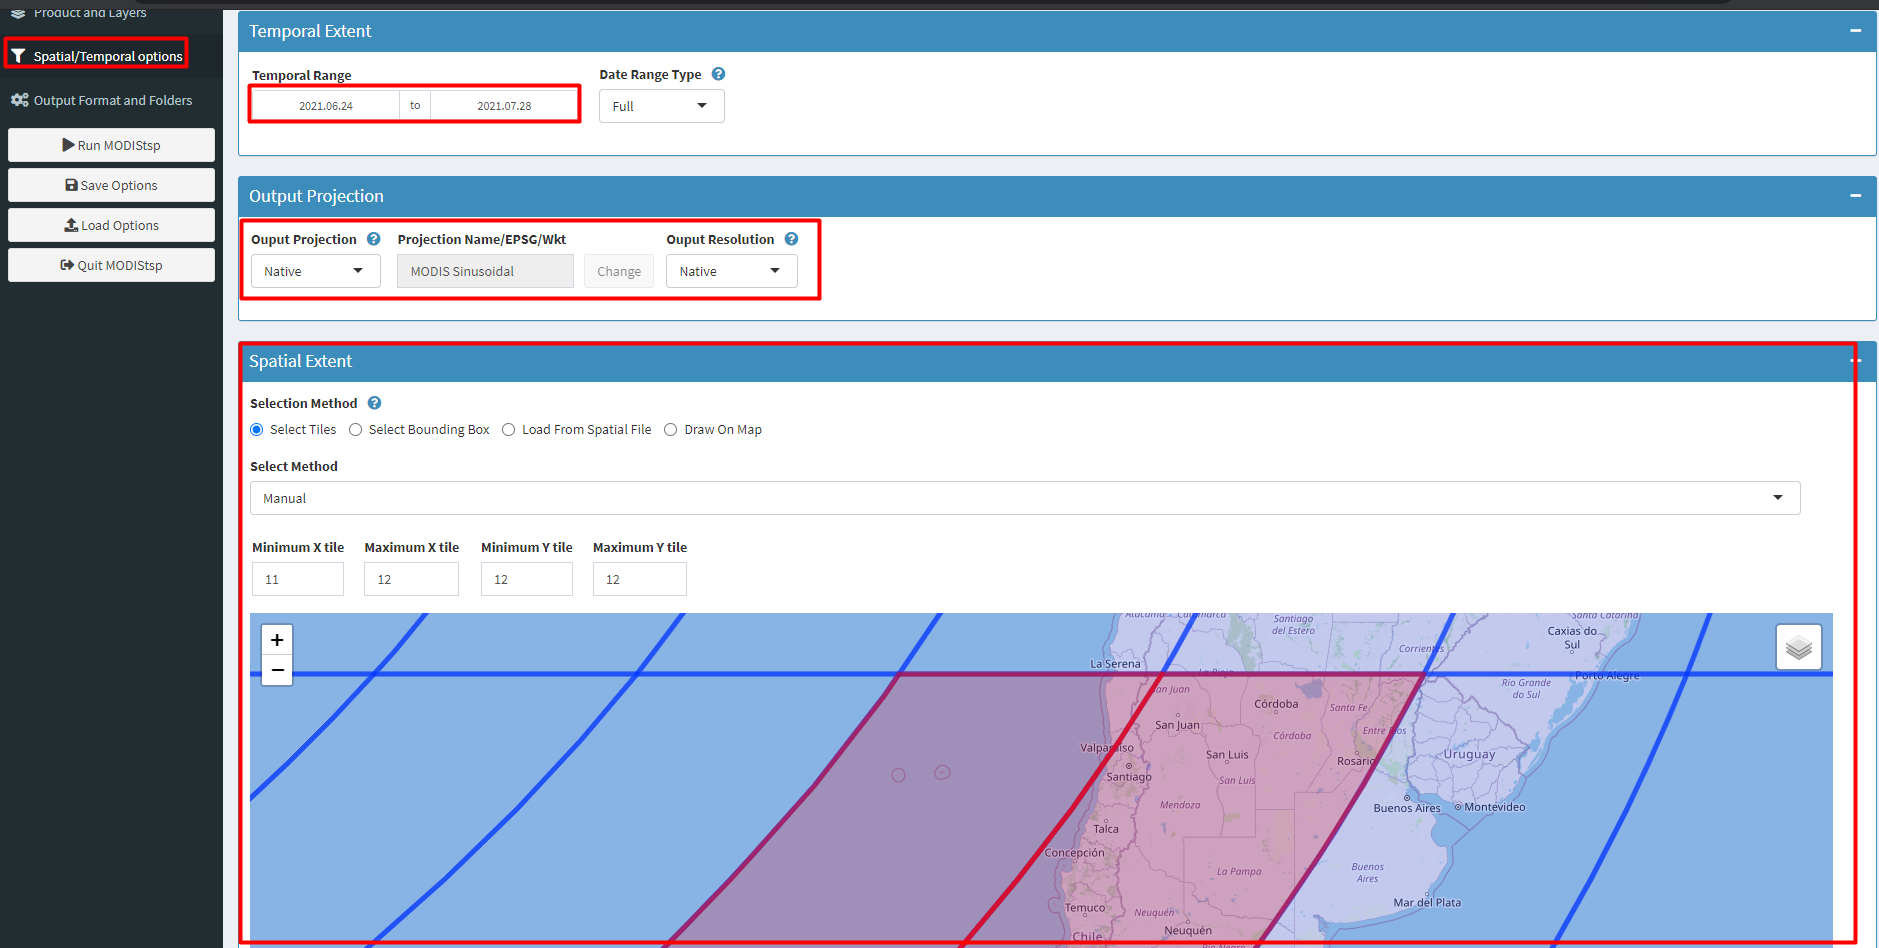 Product and Layers
Spatial/Temporal options
Output Format and Folders
Run MODIStsp
Save Options
Load Options
Quit MODIStsp
Temporal Extent
Temporal Range
Date Range Type
2021.06.24 to 2021.07.28
Full
Output Projection
Ouput Projection Projection Name/EPSG/Wkt Ouput Resolution
Native MODIS Sinusoidal Change Native
Spatial Extent
Selection Method
Select Tiles Select Bounding Box Load From Spatial File Draw On Map
Select Method
Manual
Minimum X tile Maximum X tile Minimum Y tile Maximum Y tile
11 12 12 12
+
−
Atacama
Catamarca
Santiago
del Estero
Santa Catarina
Caxias do
Sul
Corrientes
La Serena
La Rioja
Porto Alegre
Rio Grande
do Sul
San Juan
Córdoba
Santa Fe
San Juan
Córdoba
Entre Ríos
Valparaíso
San Luis
Rosario
Uruguay
Santiago
San Luis
Mendoza
Buenos Aires
Montevideo
Talca
Concepción
La Pampa
Buenos
Aires
Mar del Plata
Temuco
Neuquén
Neuquén
Chile
Río Negro